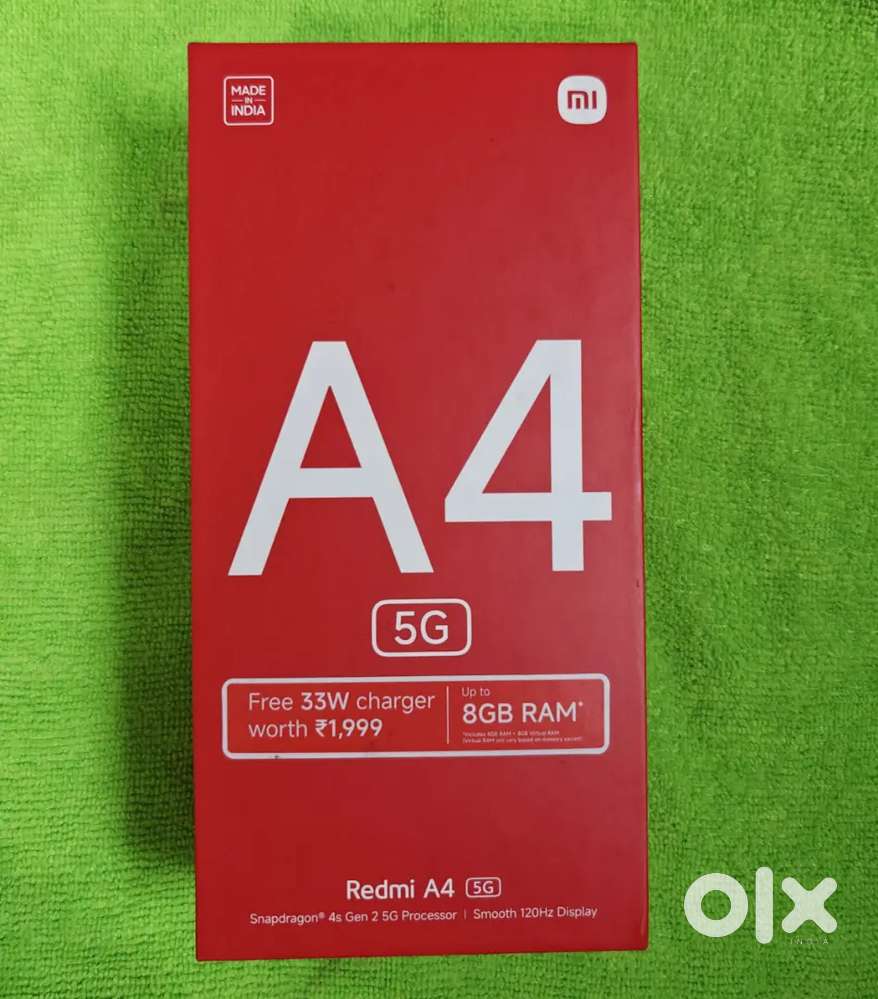 MADE
IN
INDIA
mi
A4
5G
Free 33W charger
worth ₹1,999
Up to
8GB RAM*
Redmi A4 5G
Snapdragon® 4s Gen 2 5G Processor | Smooth 120Hz Display
olx
INDIA